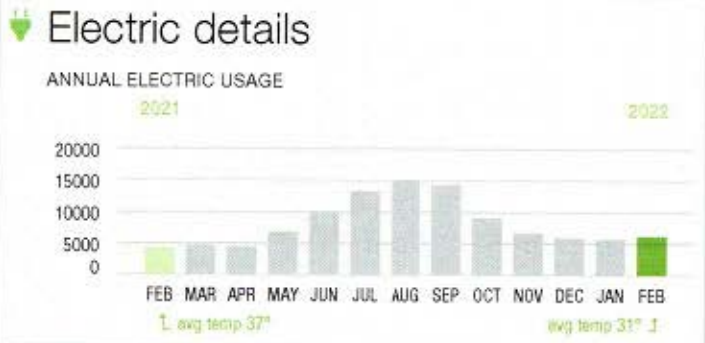 Electric details
ANNUAL ELECTRIC USAGE
2021 2022
20000
15000
10000
5000
0
FEB MAR APR MAY JUN JUL AUG SEP OCT NOV DEC JAN FEB
avg temp 37° avg temp 31°